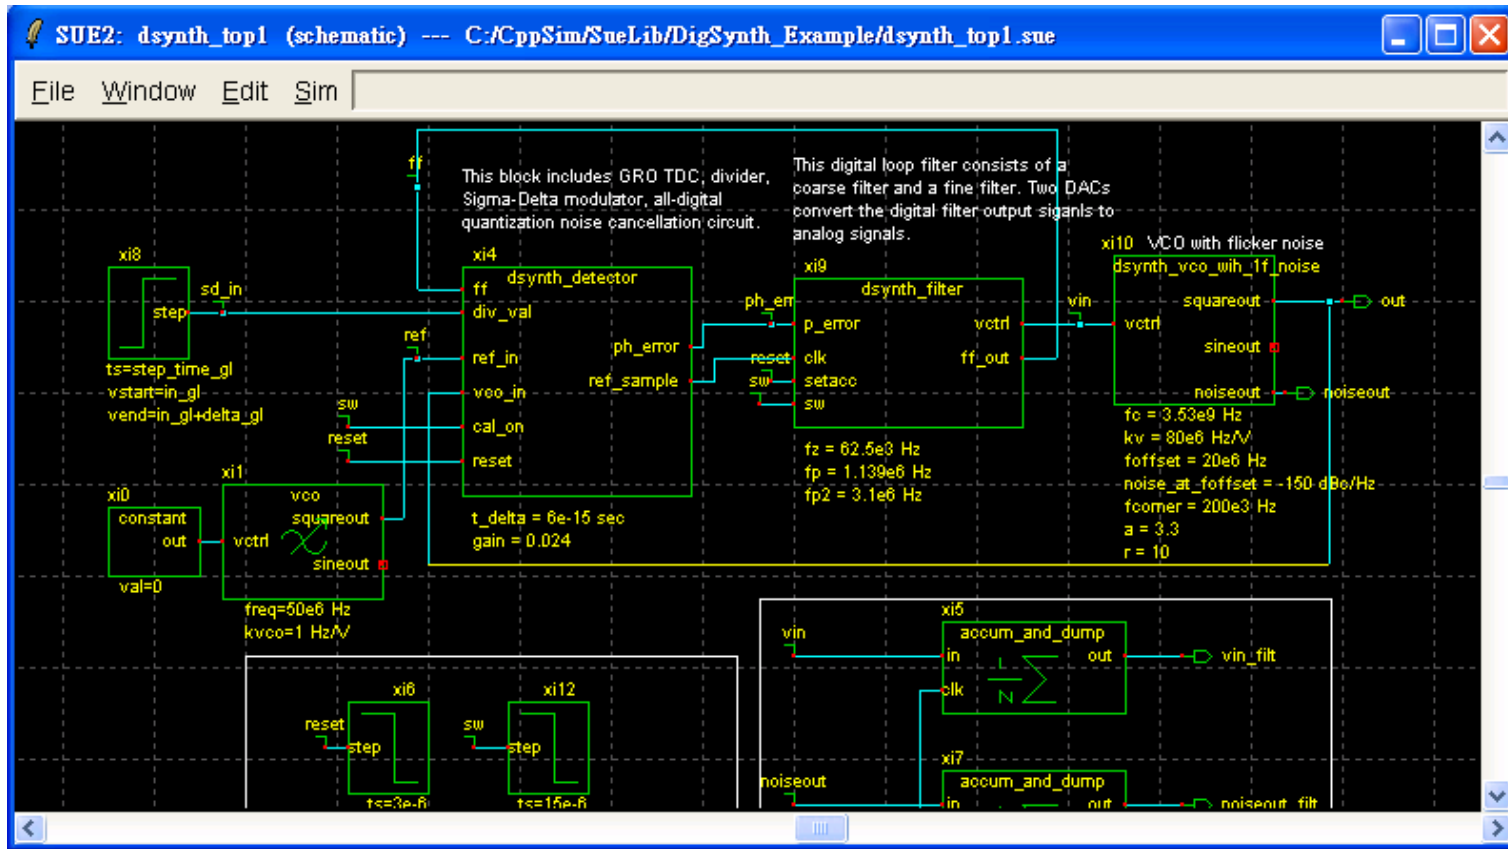 SUE2: dsynth_top1 (schematic) --- C:/CppSim/SueLib/DigSynth_Example/dsynth_top1.sue
File Window Edit Sim
ff
This block includes GRO TDC, divider,
Sigma-Delta modulator, all-digital
quantization noise cancellation circuit.
This digital loop filter consists of a
coarse filter and a fine filter. Two DACs
convert the digital filter output siganls to
analog signals.
xi8
step
ts=step_time_gl
vstart=in_gl
vend=in_gl+delta_gl
sd_in
ref
sw
reset
xi4
dsynth_detector
ff
div_val
ref_in
vco_in
cal_on
reset
ph_error
ref_sample
t_delta = 6e-15 sec
gain = 0.024
ph_err
reset
sw
xi9
dsynth_filter
p_error
clk
setacc
sw
vctrl
ff_out
fz = 62.5e3 Hz
fp = 1.139e6 Hz
fp2 = 3.1e6 Hz
vin
xi10 VCO with flicker noise
dsynth_vco_wih_1f_noise
vctrl
squareout
sineout
noiseout
out
noiseout
fc = 3.53e9 Hz
kv = 80e6 Hz/V
foffset = 20e6 Hz
noise_at_foffset = -150 dBc/Hz
fcorner = 200e3 Hz
a = 3.3
r = 10
xi0
constant
out
val=0
xi1
vco
squareout
vctrl
sineout
freq=50e6 Hz
kvco=1 Hz/V
xi6
reset
step
ts=3e-6
xi12
sw
step
ts=15e-6
vin
xi5
accum_and_dump
in
out
clk
1
N
vin_filt
noiseout
xi7
accum_and_dump
in
out
noiseout_filt